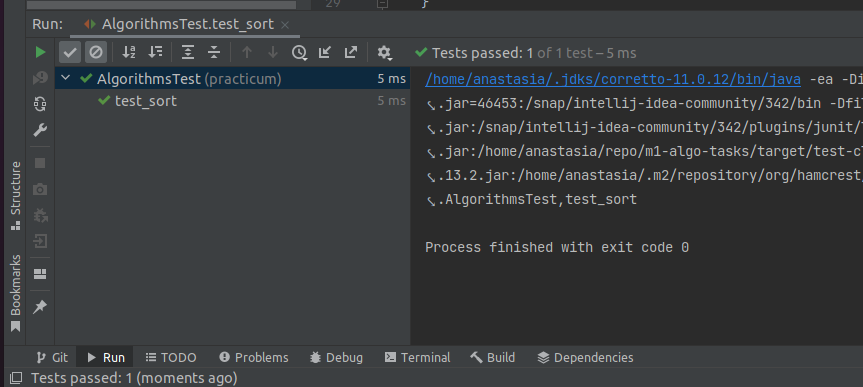 29 }
Run: AlgorithmsTest.test_sort ×
Tests passed: 1 of 1 test – 5 ms
AlgorithmsTest (practicum) 5 ms
test_sort 5 ms
/home/anastasia/.jdks/corretto-11.0.12/bin/java -ea -Di
.jar=46453:/snap/intellij-idea-community/342/bin -Dfi
.jar:/snap/intellij-idea-community/342/plugins/junit/
.jar:/home/anastasia/repo/m1-algo-tasks/target/test-c
.13.2.jar:/home/anastasia/.m2/repository/org/hamcrest/
.AlgorithmsTest,test_sort
Process finished with exit code 0
Structure
Bookmarks
Git Run TODO Problems Debug Terminal Build Dependencies
Tests passed: 1 (moments ago)